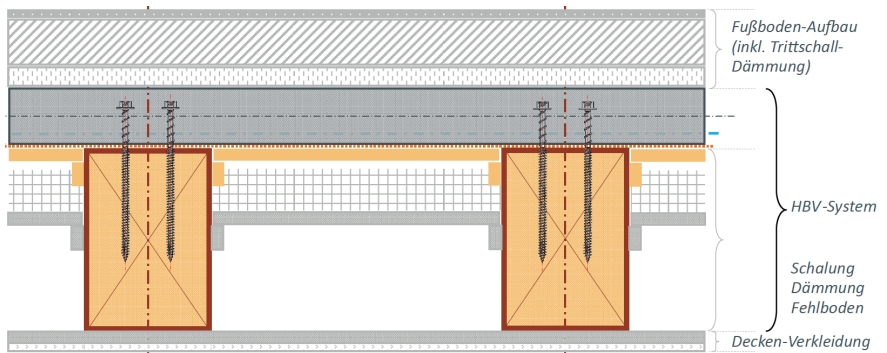 Fußboden-Aufbau
(inkl. Trittschall-
Dämmung)
HBV-System
Schalung
Dämmung
Fehlboden
Decken-Verkleidung